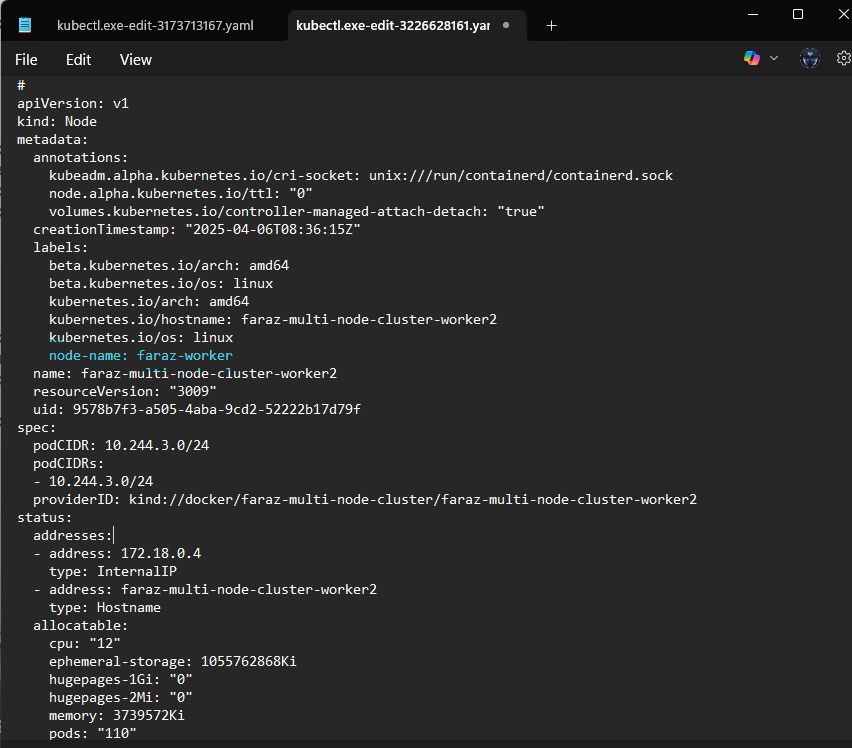 kubectl.exe-edit-3173713167.yaml
kubectl.exe-edit-3226628161.yar
File Edit View
#
apiVersion: v1
kind: Node
metadata:
  annotations:
    kubeadm.alpha.kubernetes.io/cri-socket: unix:///run/containerd/containerd.sock
    node.alpha.kubernetes.io/ttl: "0"
    volumes.kubernetes.io/controller-managed-attach-detach: "true"
  creationTimestamp: "2025-04-06T08:36:15Z"
  labels:
    beta.kubernetes.io/arch: amd64
    beta.kubernetes.io/os: linux
    kubernetes.io/arch: amd64
    kubernetes.io/hostname: faraz-multi-node-cluster-worker2
    kubernetes.io/os: linux
    node-name: faraz-worker
  name: faraz-multi-node-cluster-worker2
  resourceVersion: "3009"
  uid: 9578b7f3-a505-4aba-9cd2-52222b17d79f
spec:
  podCIDR: 10.244.3.0/24
  podCIDRs:
  - 10.244.3.0/24
  providerID: kind://docker/faraz-multi-node-cluster/faraz-multi-node-cluster-worker2
status:
  addresses:
  - address: 172.18.0.4
    type: InternalIP
  - address: faraz-multi-node-cluster-worker2
    type: Hostname
  allocatable:
    cpu: "12"
    ephemeral-storage: 1055762868Ki
    hugepages-1Gi: "0"
    hugepages-2Mi: "0"
    memory: 3739572Ki
    pods: "110"